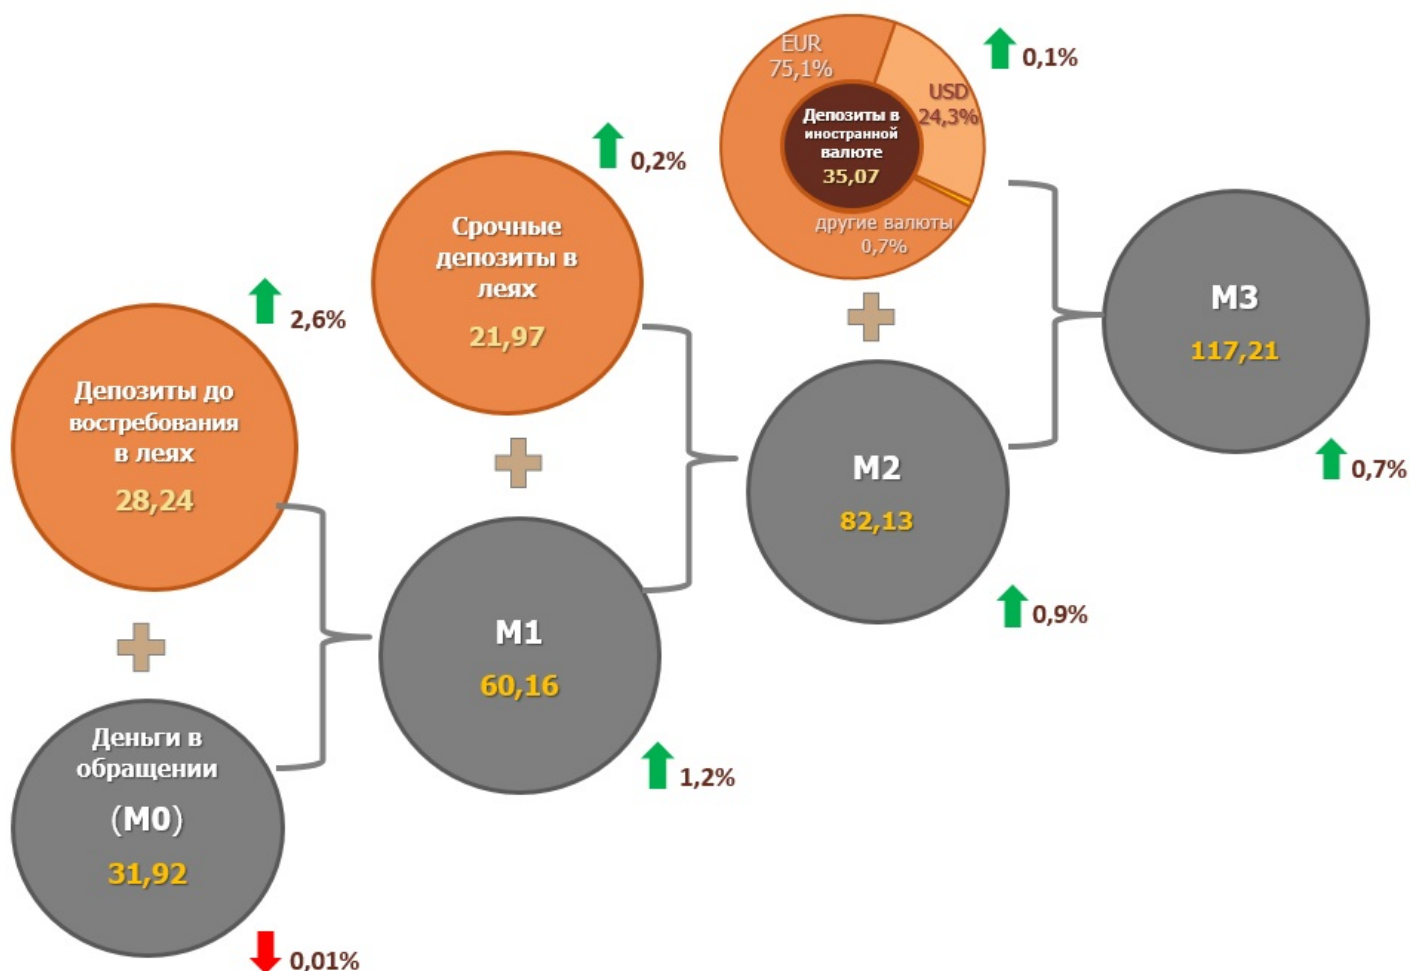 EUR
75,1%
USD
24,3%
Депозиты в
иностранной
валюте
35,07
другие валюты
0,7%
0,1%
Срочные
депозиты в
леях
21,97
0,2%
M3
117,21
0,7%
Депозиты до
востребования
в леях
28,24
2,6%
M2
82,13
0,9%
M1
60,16
1,2%
Деньги в
обращении
(M0)
31,92
0,01%